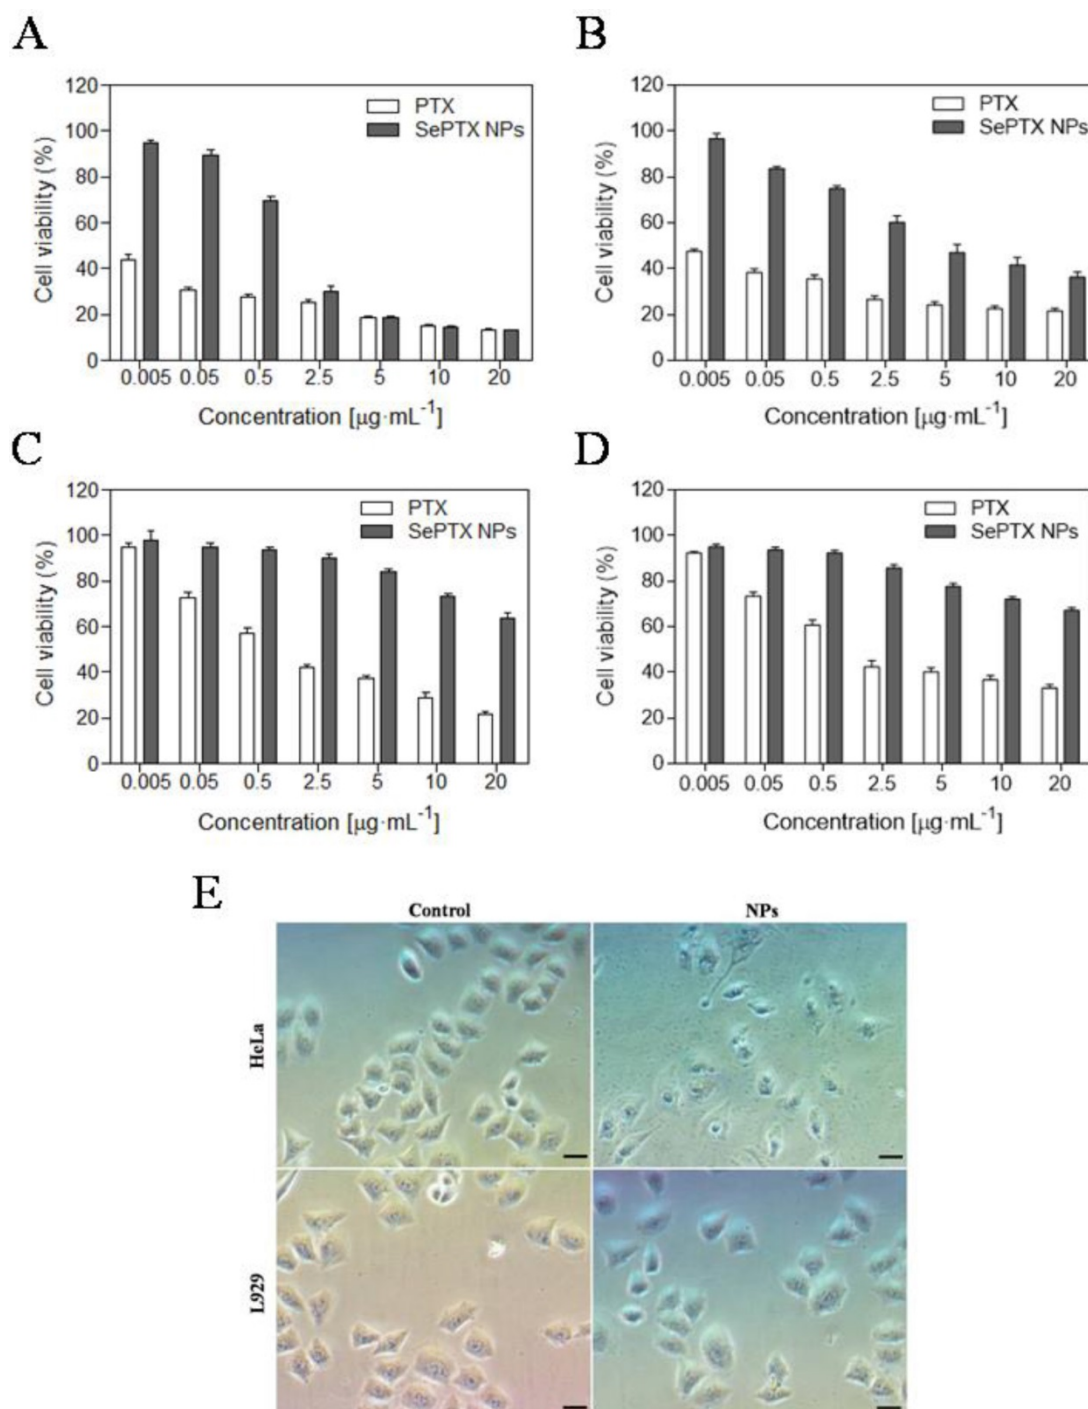 A
120
100
80
60
40
20
0
Cell viability (%)
PTX
SePTX NPs
0.005 0.05 0.5 2.5 5 10 20
Concentration [μg·mL⁻¹]
B
120
100
80
60
40
20
0
Cell viability (%)
PTX
SePTX NPs
0.005 0.05 0.5 2.5 5 10 20
Concentration [μg·mL⁻¹]
C
120
100
80
60
40
20
0
Cell viability (%)
PTX
SePTX NPs
0.005 0.05 0.5 2.5 5 10 20
Concentration [μg·mL⁻¹]
D
120
100
80
60
40
20
0
Cell viability (%)
PTX
SePTX NPs
0.005 0.05 0.5 2.5 5 10 20
Concentration [μg·mL⁻¹]
E
Control NPs
HeLa
L929